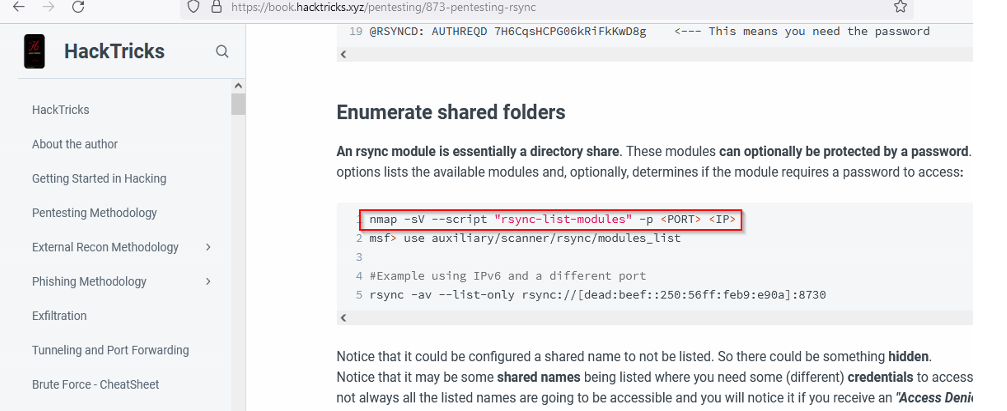 https://book.hacktricks.xyz/pentesting/873-pentesting-rsync
HackTricks
HackTricks
About the author
Getting Started in Hacking
Pentesting Methodology
External Recon Methodology
Phishing Methodology
Exfiltration
Tunneling and Port Forwarding
Brute Force - CheatSheet
19 @RSYNCD: AUTHREQD 7H6CqsHCPG06kRiFkKwD8g <--- This means you need the password
Enumerate shared folders
An rsync module is essentially a directory share. These modules can optionally be protected by a password.
options lists the available modules and, optionally, determines if the module requires a password to access:
1 nmap -sV --script "rsync-list-modules" -p <PORT> <IP>
2 msf> use auxiliary/scanner/rsync/modules_list
3
4 #Example using IPv6 and a different port
5 rsync -av --list-only rsync://[dead:beef::250:56ff:feb9:e90a]:8730
Notice that it could be configured a shared name to not be listed. So there could be something hidden.
Notice that it may be some shared names being listed where you need some (different) credentials to access
not always all the listed names are going to be accessible and you will notice it if you receive an "Access